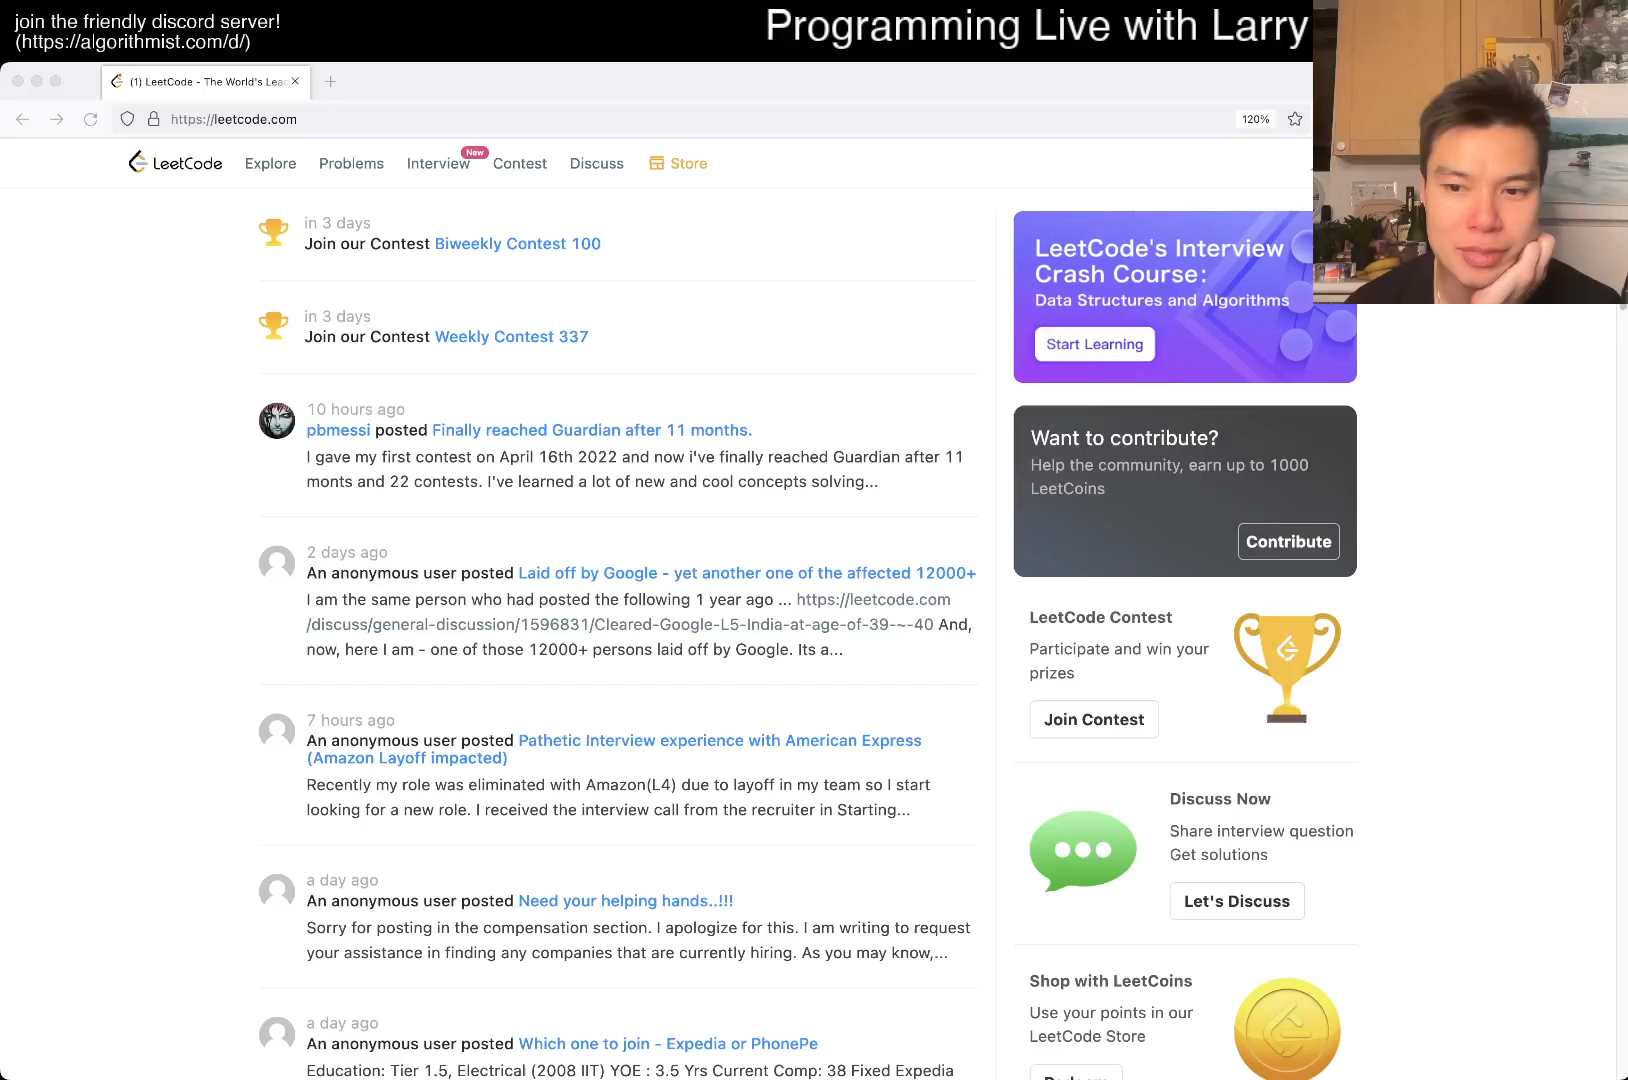 join the friendly discord server!
(https://algorithmist.com/d/)
Programming Live with Larry
(1) LeetCode - The World's Lea
https://leetcode.com
120%
LeetCode
Explore
Problems
Interview
New
Contest
Discuss
Store
in 3 days
Join our Contest Biweekly Contest 100
in 3 days
Join our Contest Weekly Contest 337
10 hours ago
pbmessi posted Finally reached Guardian after 11 months.
I gave my first contest on April 16th 2022 and now i've finally reached Guardian after 11
monts and 22 contests. I've learned a lot of new and cool concepts solving...
2 days ago
An anonymous user posted Laid off by Google - yet another one of the affected 12000+
I am the same person who had posted the following 1 year ago ... https://leetcode.com
/discuss/general-discussion/1596831/Cleared-Google-L5-India-at-age-of-39-~-40 And,
now, here I am - one of those 12000+ persons laid off by Google. Its a...
7 hours ago
An anonymous user posted Pathetic Interview experience with American Express
(Amazon Layoff impacted)
Recently my role was eliminated with Amazon(L4) due to layoff in my team so I start
looking for a new role. I received the interview call from the recruiter in Starting...
a day ago
An anonymous user posted Need your helping hands..!!!
Sorry for posting in the compensation section. I apologize for this. I am writing to request
your assistance in finding any companies that are currently hiring. As you may know,...
a day ago
An anonymous user posted Which one to join - Expedia or PhonePe
Education: Tier 1.5, Electrical (2008 IIT) YOE : 3.5 Yrs Current Comp: 38 Fixed Expedia
LeetCode's Interview
Crash Course:
Data Structures and Algorithms
Start Learning
Want to contribute?
Help the community, earn up to 1000
LeetCoins
Contribute
LeetCode Contest
Participate and win your
prizes
Join Contest
Discuss Now
Share interview question
Get solutions
Let's Discuss
Shop with LeetCoins
Use your points in our
LeetCode Store